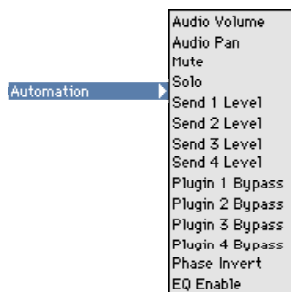 Automation
Audio Volume
Audio Pan
Mute
Solo
Send 1 Level
Send 2 Level
Send 3 Level
Send 4 Level
Plugin 1 Bypass
Plugin 2 Bypass
Plugin 3 Bypass
Plugin 4 Bypass
Phase Invert
EQ Enable